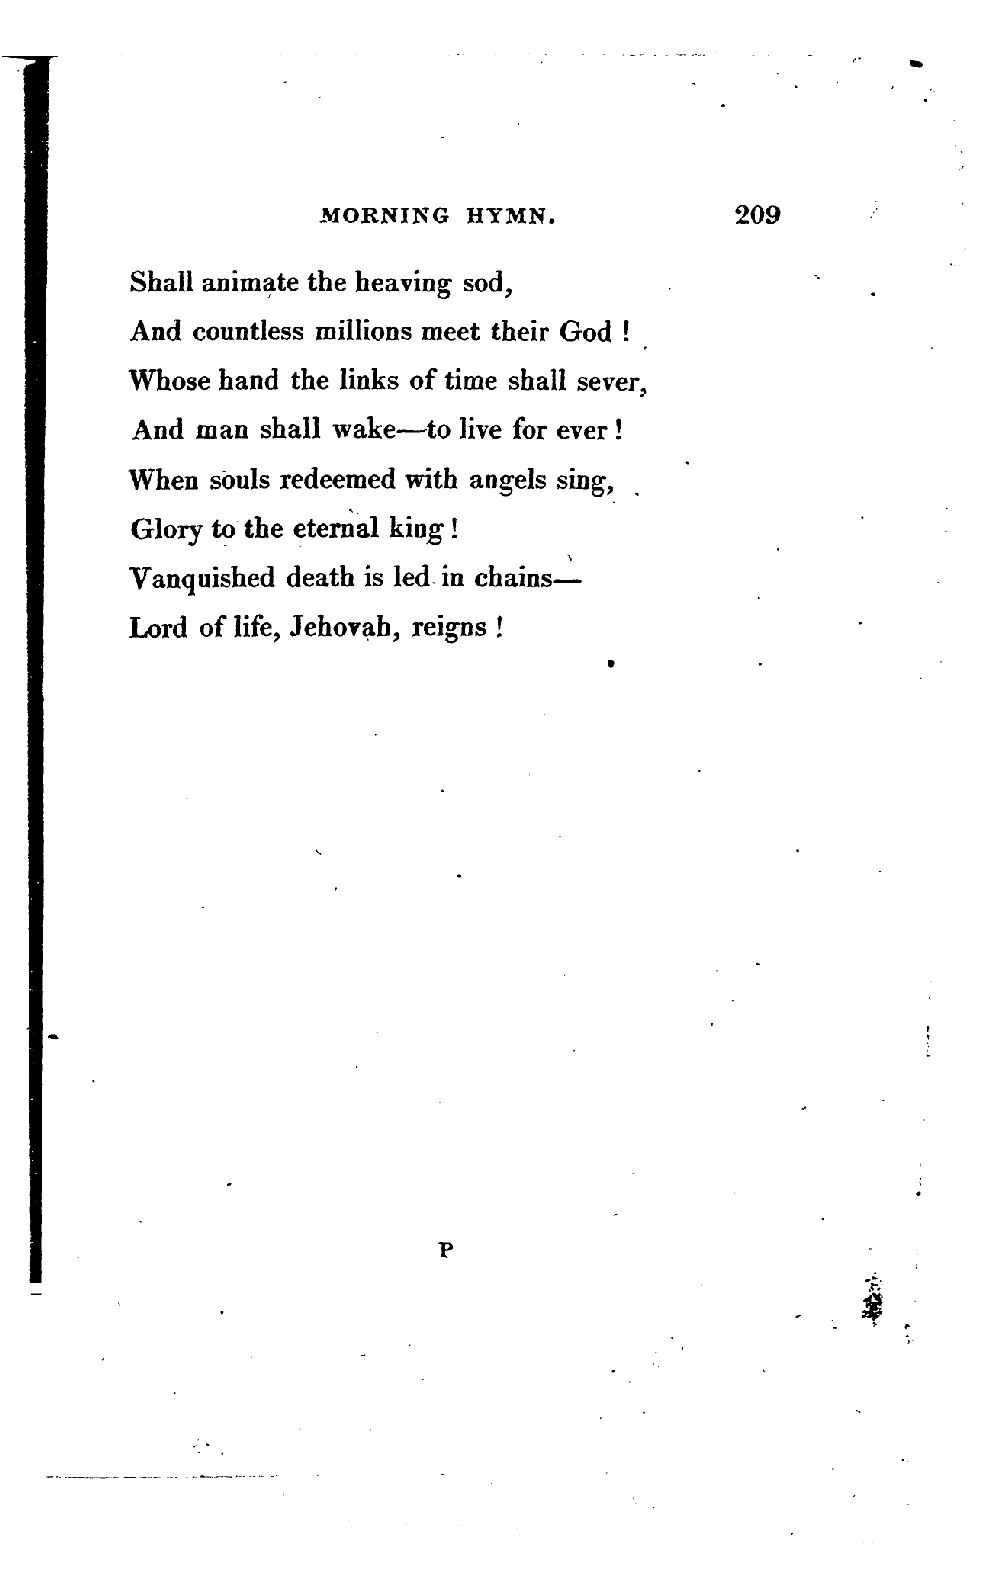 MORNING HYMN. 209
Shall animate the heaving sod,
And countless millions meet their God !
Whose hand the links of time shall sever,
And man shall wake—to live for ever !
When souls redeemed with angels sing,
Glory to the eternal king !
Vanquished death is led in chains—
Lord of life, Jehovah, reigns !
P